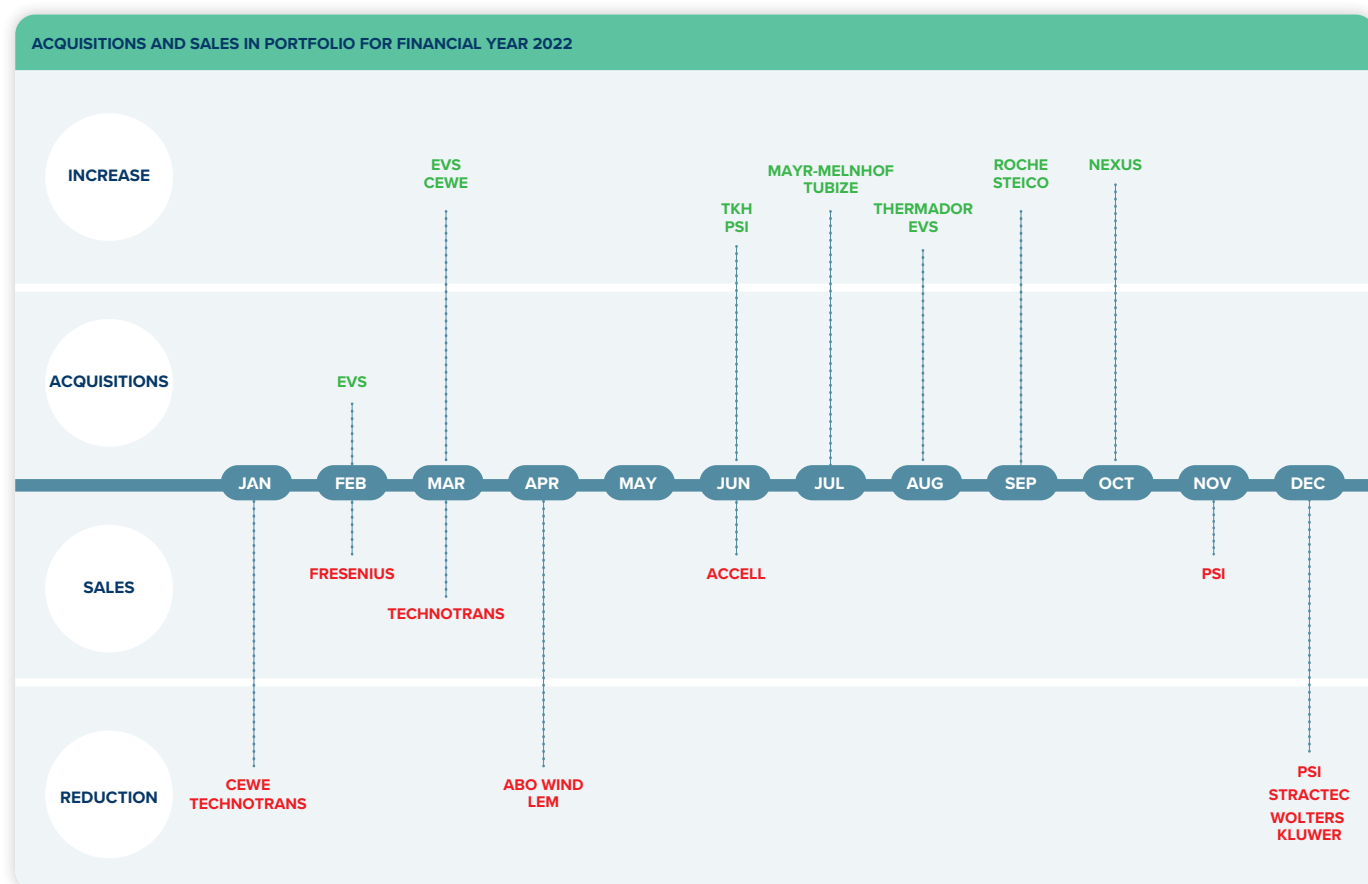 ACQUISITIONS AND SALES IN PORTFOLIO FOR FINANCIAL YEAR 2022
INCREASE
EVS
CEWE
TKH
PSI
MAYR-MELNHOF
TUBIZE
THERMADOR
EVS
ROCHE
STEICO
NEXUS
ACQUISITIONS
EVS
JAN
FEB
MAR
APR
MAY
JUN
JUL
AUG
SEP
OCT
NOV
DEC
SALES
FRESENIUS
TECHNOTRANS
ACCELL
PSI
REDUCTION
CEWE
TECHNOTRANS
ABO WIND
LEM
PSI
STRACTEC
WOLTERS
KLUWER